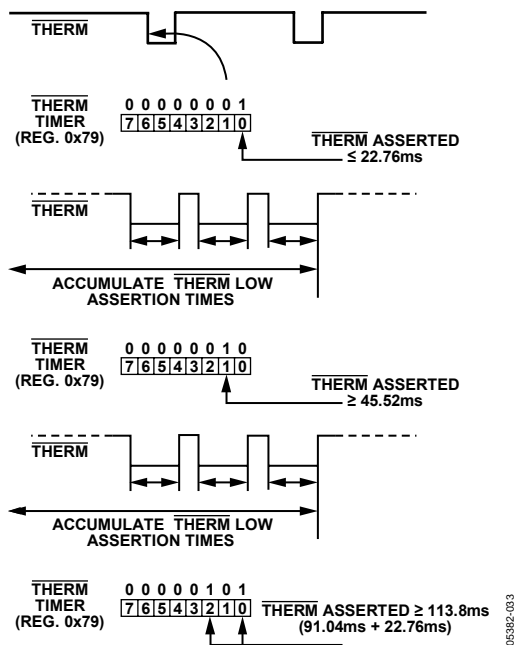 THERM
THERM
TIMER
(REG. 0x79)
0 0 0 0 0 0 0 1
7 6 5 4 3 2 1 0
THERM ASSERTED
≤ 22.76ms
THERM
ACCUMULATE THERM LOW
ASSERTION TIMES
THERM
TIMER
(REG. 0x79)
0 0 0 0 0 0 1 0
7 6 5 4 3 2 1 0
THERM ASSERTED
≥ 45.52ms
THERM
ACCUMULATE THERM LOW
ASSERTION TIMES
THERM
TIMER
(REG. 0x79)
0 0 0 0 0 1 0 1
7 6 5 4 3 2 1 0
THERM ASSERTED ≥ 113.8ms
(91.04ms + 22.76ms)
05382-033